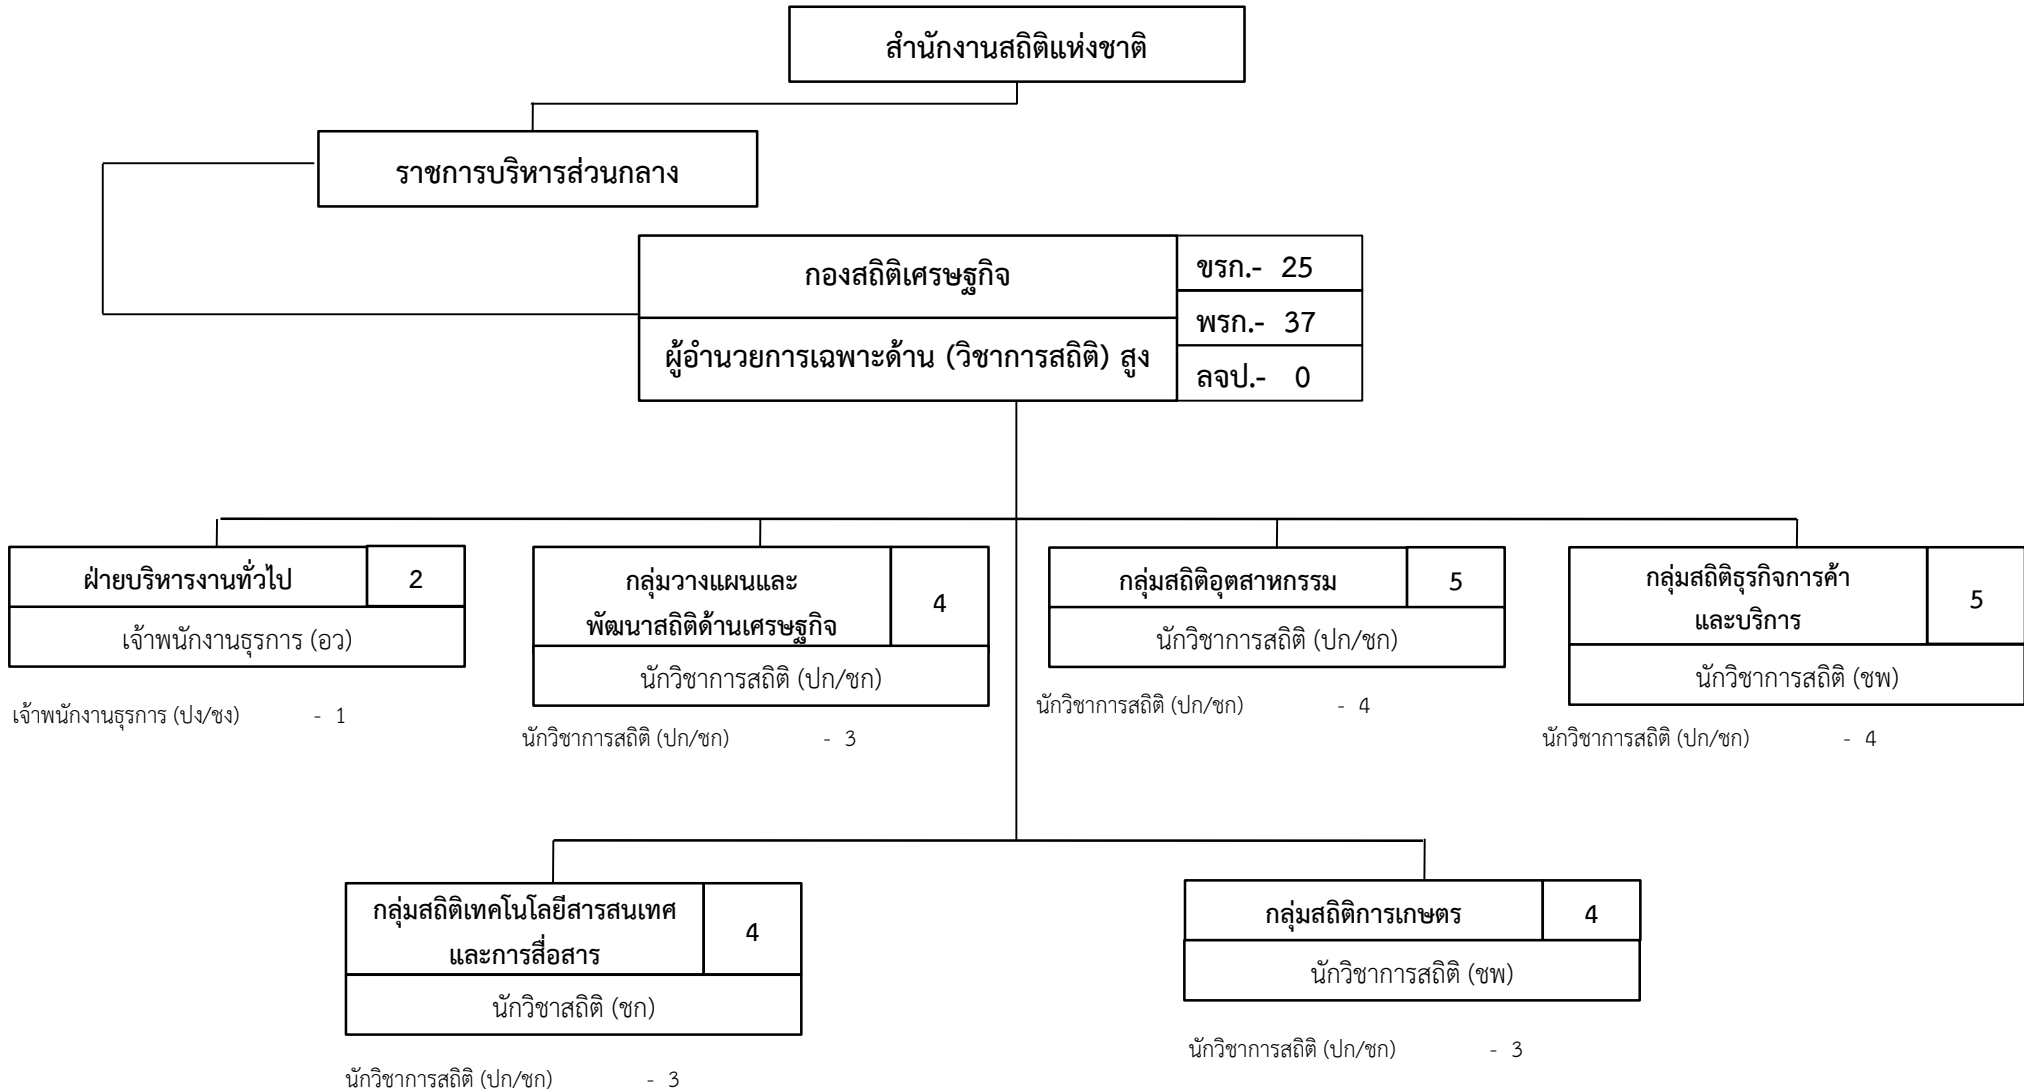 สำนักงานสถิติแห่งชาติ
ราชการบริหารส่วนกลาง
กองสถิติเศรษฐกิจ
ผู้อำนวยการเฉพาะด้าน (วิชาการสถิติ) สูง
ขรก.- 25
พรก.- 37
ลจป.- 0
ฝ่ายบริหารงานทั่วไป 2
เจ้าพนักงานธุรการ (อว)
เจ้าพนักงานธุรการ (ปง/ชง) - 1
กลุ่มวางแผนและ
พัฒนาสถิติด้านเศรษฐกิจ
4
นักวิชาการสถิติ (ปก/ชก)
นักวิชาการสถิติ (ปก/ชก) - 3
กลุ่มสถิติอุตสาหกรรม 5
นักวิชาการสถิติ (ปก/ชก)
นักวิชาการสถิติ (ปก/ชก) - 4
กลุ่มสถิติธุรกิจการค้า
และบริการ
5
นักวิชาการสถิติ (ชพ)
นักวิชาการสถิติ (ปก/ชก) - 4
กลุ่มสถิติเทคโนโลยีสารสนเทศ
และการสื่อสาร
4
นักวิชาสถิติ (ชก)
นักวิชาการสถิติ (ปก/ชก) - 3
กลุ่มสถิติการเกษตร 4
นักวิชาการสถิติ (ชพ)
นักวิชาการสถิติ (ปก/ชก) - 3